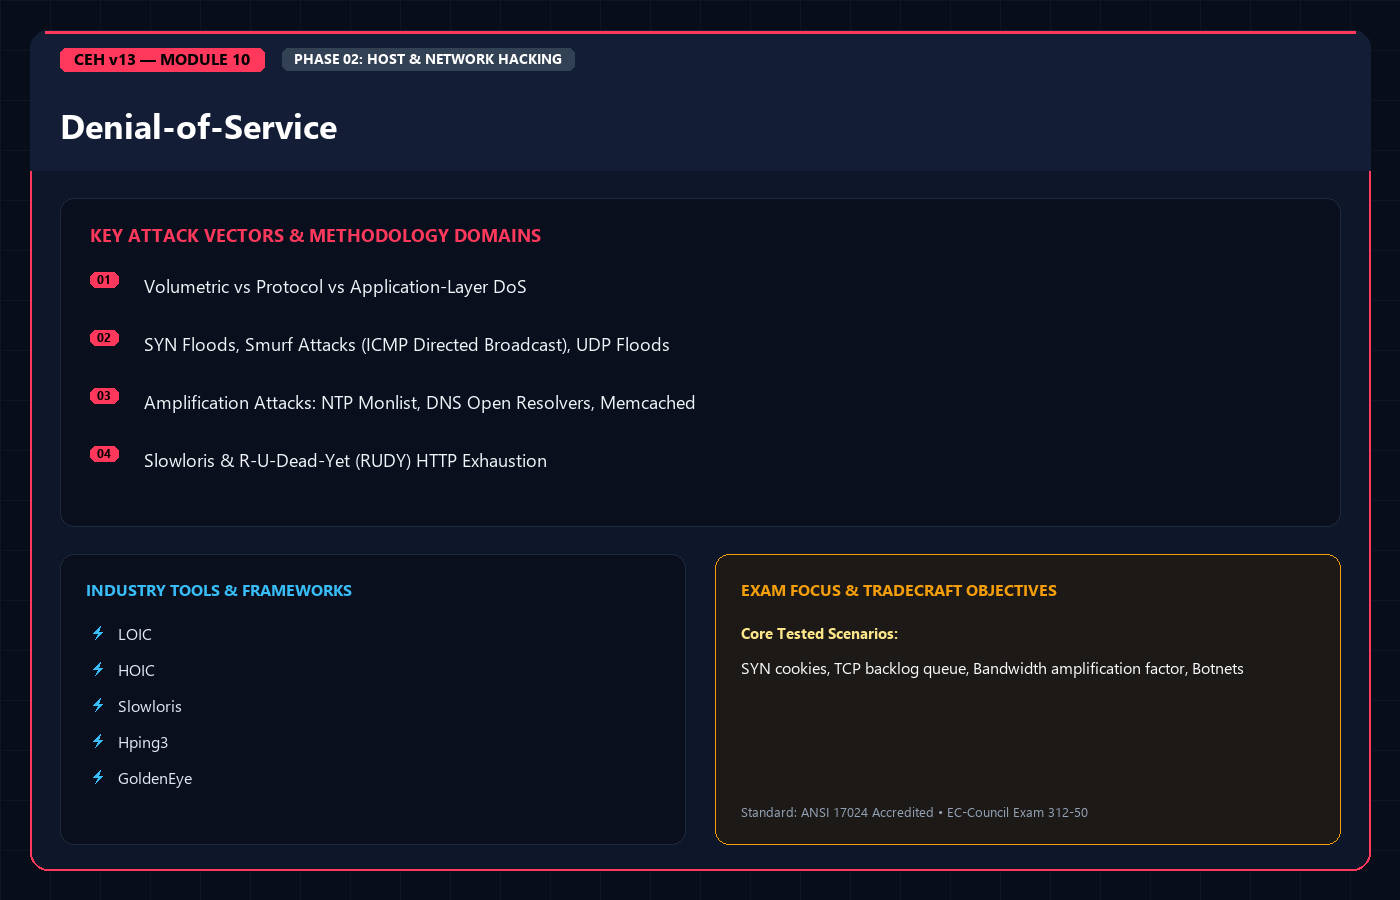 CEH v13 — MODULE 10
PHASE 02: HOST & NETWORK HACKING
Denial-of-Service
KEY ATTACK VECTORS & METHODOLOGY DOMAINS
01 Volumetric vs Protocol vs Application-Layer DoS
02 SYN Floods, Smurf Attacks (ICMP Directed Broadcast), UDP Floods
03 Amplification Attacks: NTP Monlist, DNS Open Resolvers, Memcached
04 Slowloris & R-U-Dead-Yet (RUDY) HTTP Exhaustion
INDUSTRY TOOLS & FRAMEWORKS
LOIC
HOIC
Slowloris
Hping3
GoldenEye
EXAM FOCUS & TRADECRAFT OBJECTIVES
Core Tested Scenarios:
SYN cookies, TCP backlog queue, Bandwidth amplification factor, Botnets
Standard: ANSI 17024 Accredited • EC-Council Exam 312-50